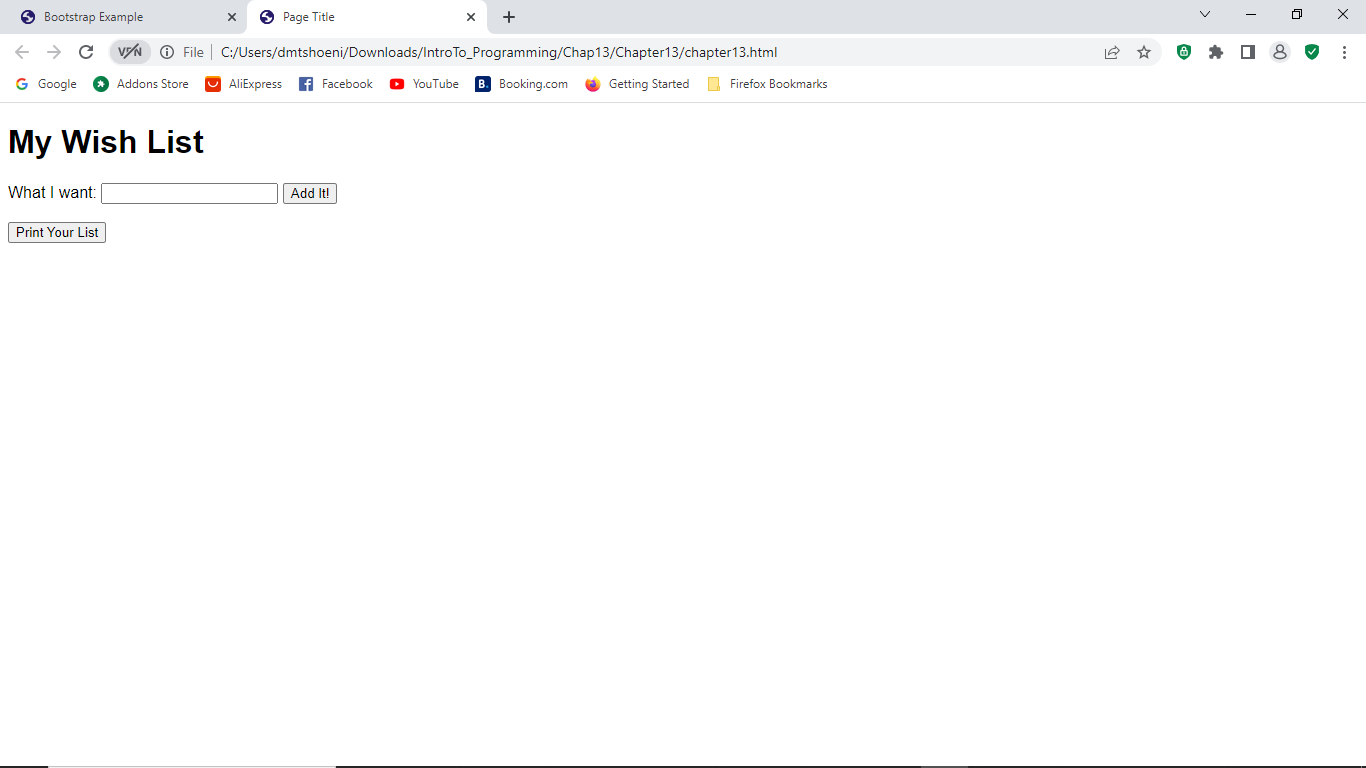 Bootstrap Example
Page Title
VPN
File
C:/Users/dmtshoeni/Downloads/IntroTo_Programming/Chap13/Chapter13/chapter13.html
Google
Addons Store
AliExpress
Facebook
YouTube
B.
Booking.com
Getting Started
Firefox Bookmarks
My Wish List
What I want:
Add It!
Print Your List